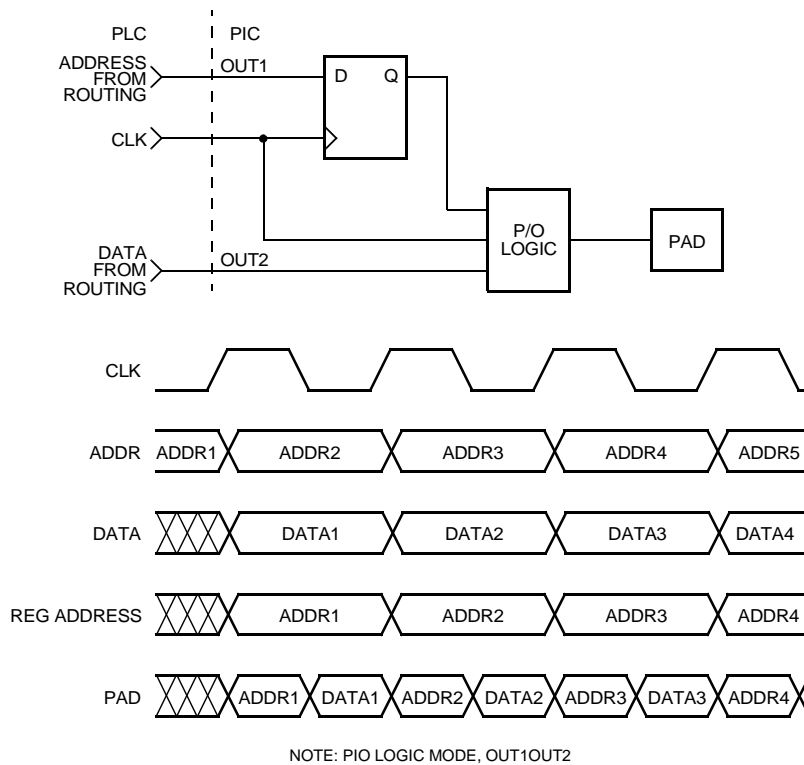 PLC PIC
ADDRESS
FROM
ROUTING
OUT1
D Q
CLK
DATA
FROM
ROUTING
OUT2
P/O
LOGIC
PAD
CLK
ADDR ADDR1 ADDR2 ADDR3 ADDR4 ADDR5
DATA DATA1 DATA2 DATA3 DATA4
REG ADDRESS ADDR1 ADDR2 ADDR3 ADDR4
PAD ADDR1 DATA1 ADDR2 DATA2 ADDR3 DATA3 ADDR4
NOTE: PIO LOGIC MODE, OUT1OUT2